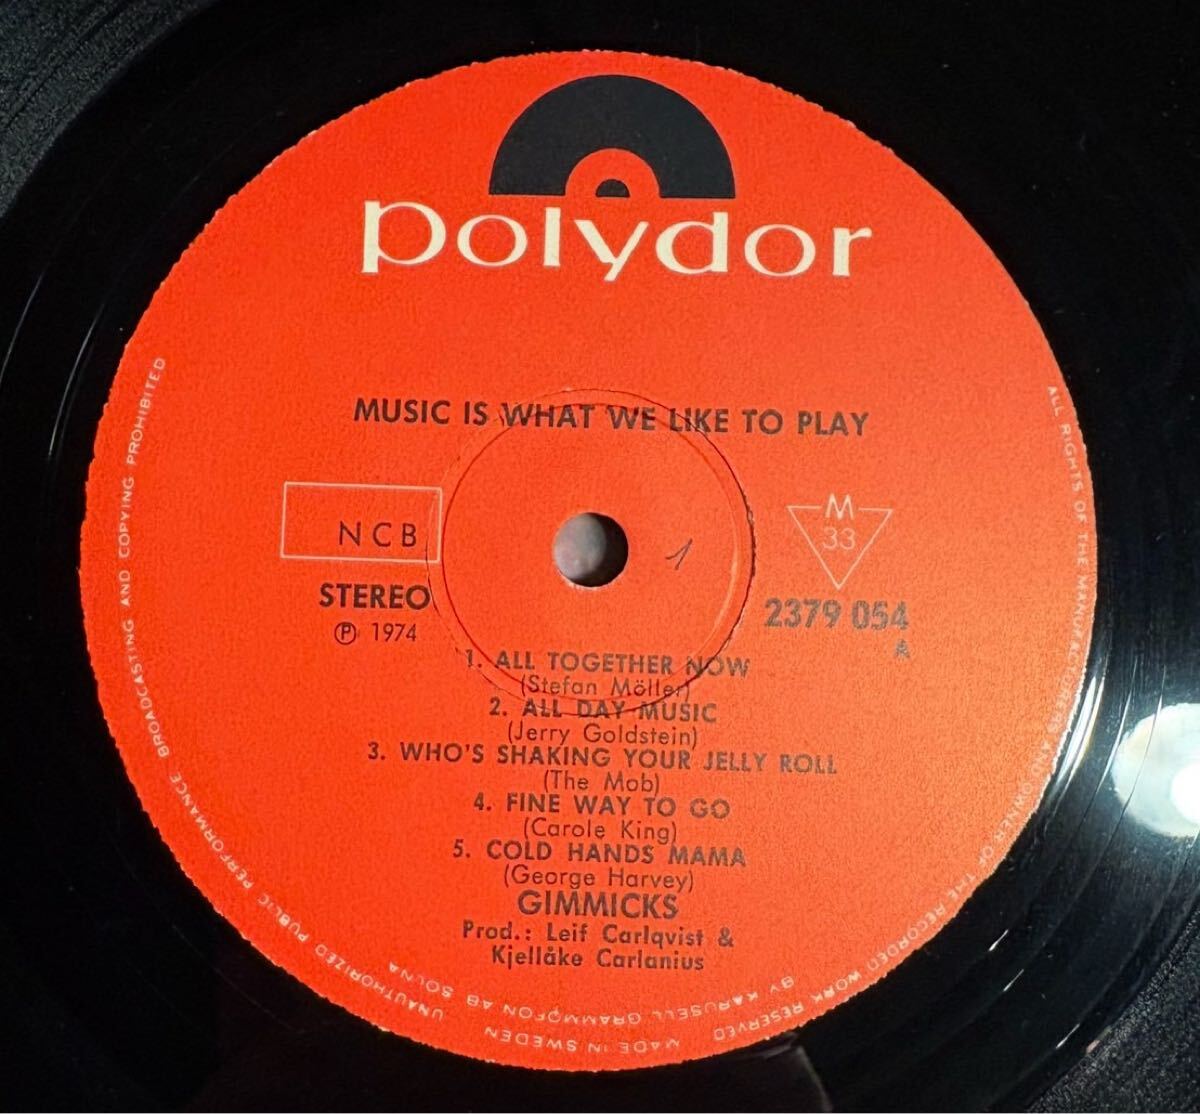 polydor
MUSIC IS WHAT WE LIKE TO PLAY
NCB
STEREO
℗ 1974
M
33
1
2379 054
A
1. ALL TOGETHER NOW
(Stefan Möller)
2. ALL DAY MUSIC
(Jerry Goldstein)
3. WHO'S SHAKING YOUR JELLY ROLL
(The Mob)
4. FINE WAY TO GO
(Carole King)
5. COLD HANDS MAMA
(George Harvey)
GIMMICKS
Prod.: Leif Carlqvist &
Kjellåke Carlanius
ALL RIGHTS OF THE MANUFACTURERS AND OWNER OF THE RECORDED WORK RESERVED
UNAUTHORIZED PUBLIC PERFORMANCE BROADCASTING AND COPYING PROHIBITED
BY KARUSELL GRAMMOFON AB SOLNA
MADE IN SWEDEN